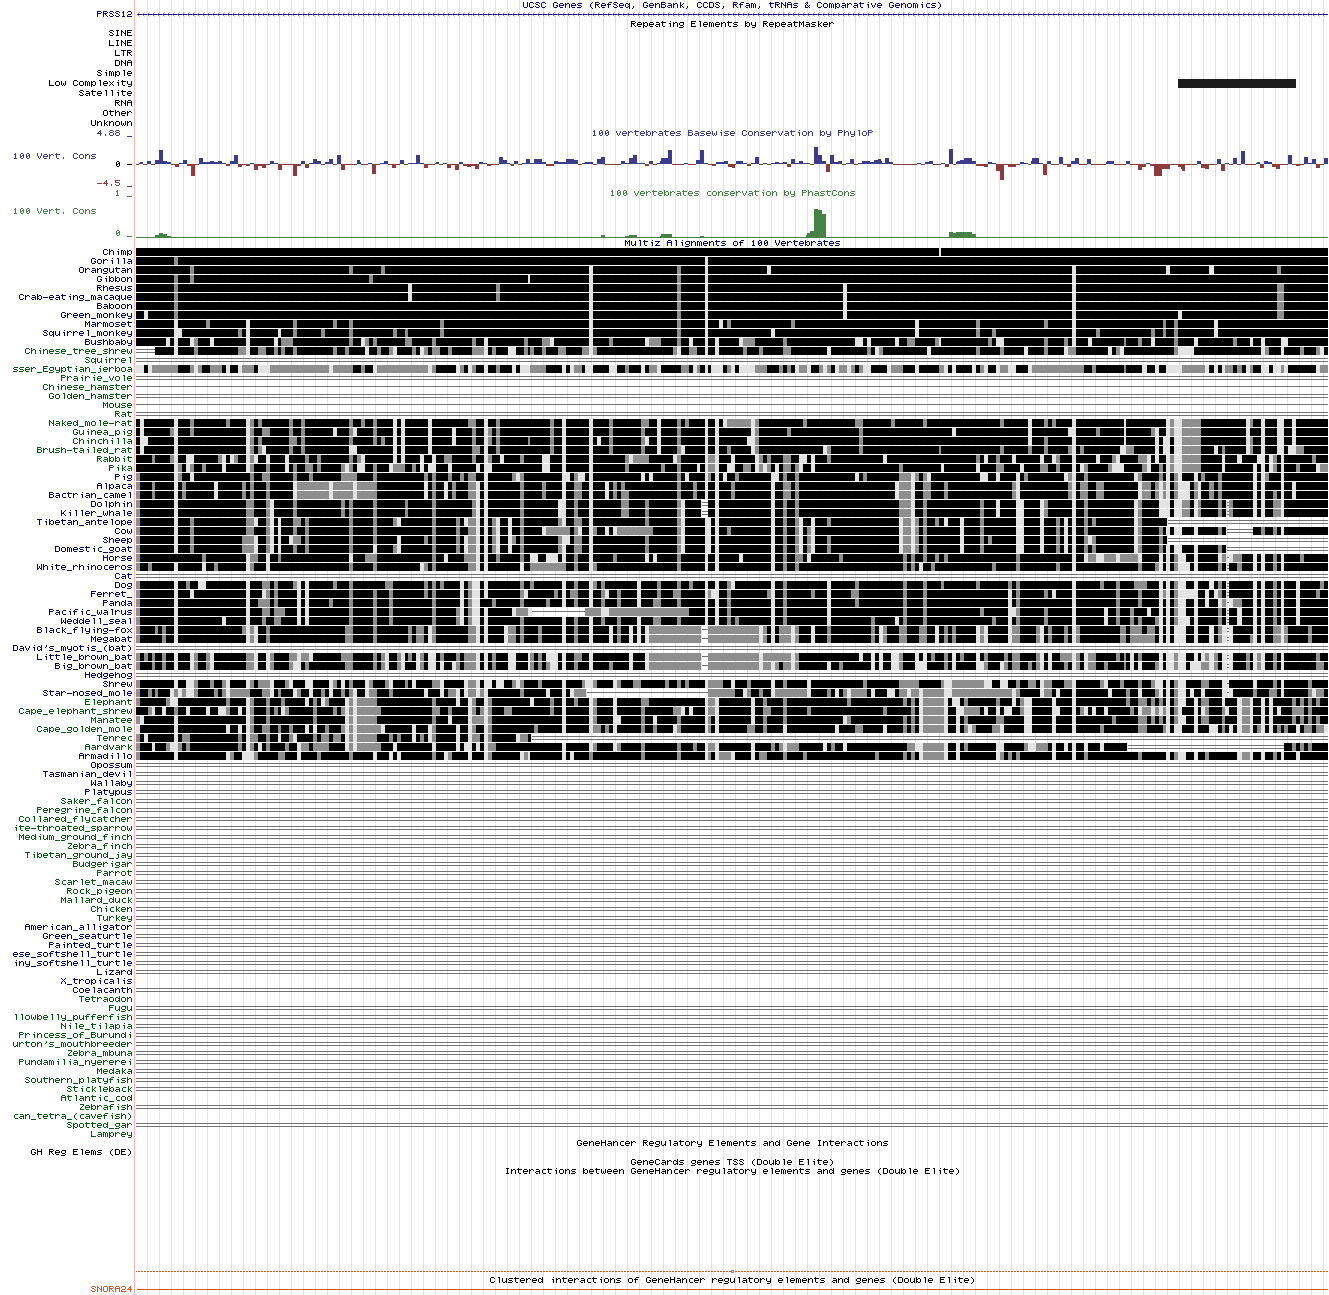 UCSC Genes (RefSeq, GenBank, CCDS, Rfam, tRNAs & Comparative Genomics)
PRSS12
Repeating Elements by RepeatMasker
SINE
LINE
LTR
DNA
Simple
Low Complexity
Satellite
RNA
Other
Unknown
4.88 _
100 vertebrates Basewise Conservation by PhyloP
100 Vert. Cons
0 –
-4.5 _
1 _
100 vertebrates conservation by PhastCons
100 Vert. Cons
0 _
Multiz Alignments of 100 Vertebrates
Chimp
Gorilla
Orangutan
Gibbon
Rhesus
Crab-eating_macaque
Baboon
Green_monkey
Marmoset
Squirrel_monkey
Bushbaby
Chinese_tree_shrew
Squirrel
sser_Egyptian_jerboa
Prairie_vole
Chinese_hamster
Golden_hamster
Mouse
Rat
Naked_mole-rat
Guinea_pig
Chinchilla
Brush-tailed_rat
Rabbit
Pika
Pig
Alpaca
Bactrian_camel
Dolphin
Killer_whale
Tibetan_antelope
Cow
Sheep
Domestic_goat
Horse
White_rhinoceros
Cat
Dog
Ferret_
Panda
Pacific_walrus
Weddell_seal
Black_flying-fox
Megabat
David's_myotis_(bat)
Little_brown_bat
Big_brown_bat
Hedgehog
Shrew
Star-nosed_mole
Elephant
Cape_elephant_shrew
Manatee
Cape_golden_mole
Tenrec
Aardvark
Armadillo
Opossum
Tasmanian_devil
Wallaby
Platypus
Saker_falcon
Peregrine_falcon
Collared_flycatcher
ite-throated_sparrow
Medium_ground_finch
Zebra_finch
Tibetan_ground_jay
Budgerigar
Parrot
Scarlet_macaw
Rock_pigeon
Mallard_duck
Chicken
Turkey
American_alligator
Green_seaturtle
Painted_turtle
ese_softshell_turtle
iny_softshell_turtle
Lizard
X_tropicalis
Coelacanth
Tetraodon
Fugu
llowbelly_pufferfish
Nile_tilapia
Princess_of_Burundi
urton's_mouthbreeder
Zebra_mbuna
Pundamilia_nyererei
Medaka
Southern_platyfish
Stickleback
Atlantic_cod
Zebrafish
can_tetra_(cavefish)
Spotted_gar
Lamprey
GeneHancer Regulatory Elements and Gene Interactions
GH Reg Elems (DE)
GeneCards genes TSS (Double Elite)
Interactions between GeneHancer regulatory elements and genes (Double Elite)
Clustered interactions of GeneHancer regulatory elements and genes (Double Elite)
SNORA24